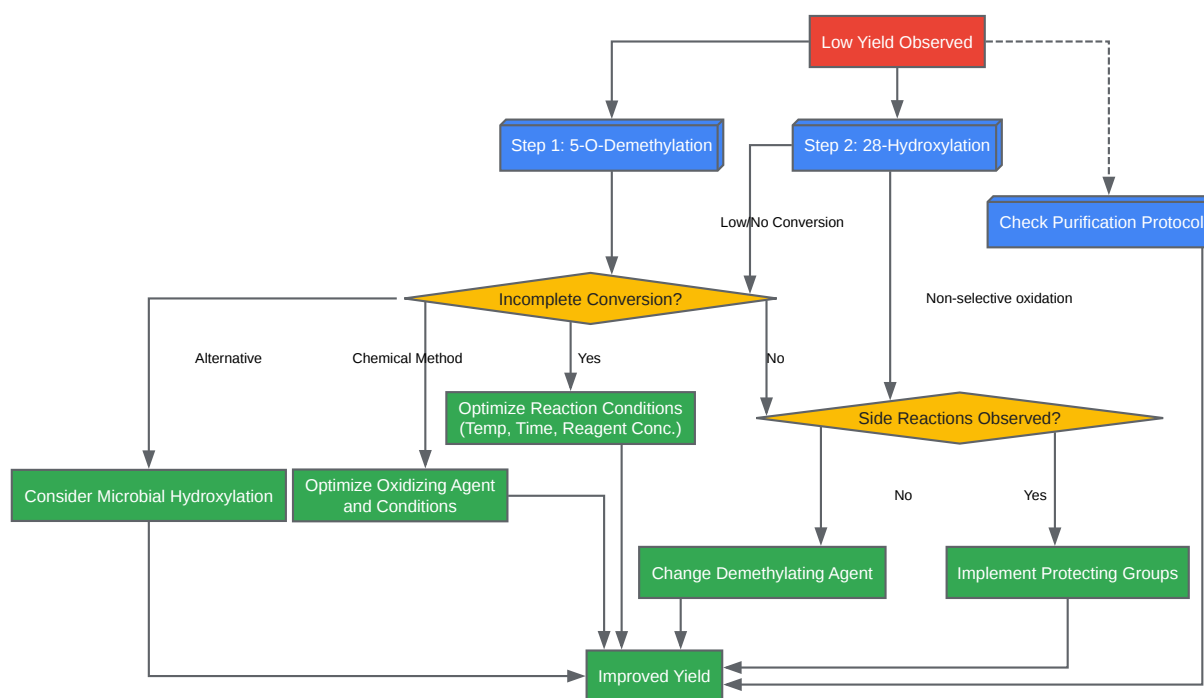 Low Yield Observed
Step 1: 5-O-Demethylation
Step 2: 28-Hydroxylation
Check Purification Protocol
Low/No Conversion
Incomplete Conversion?
Non-selective oxidation
Alternative
Chemical Method
Yes
No
Optimize Reaction Conditions
(Temp, Time, Reagent Conc.)
Side Reactions Observed?
Consider Microbial Hydroxylation
Optimize Oxidizing Agent
and Conditions
No
Yes
Change Demethylating Agent
Implement Protecting Groups
Improved Yield